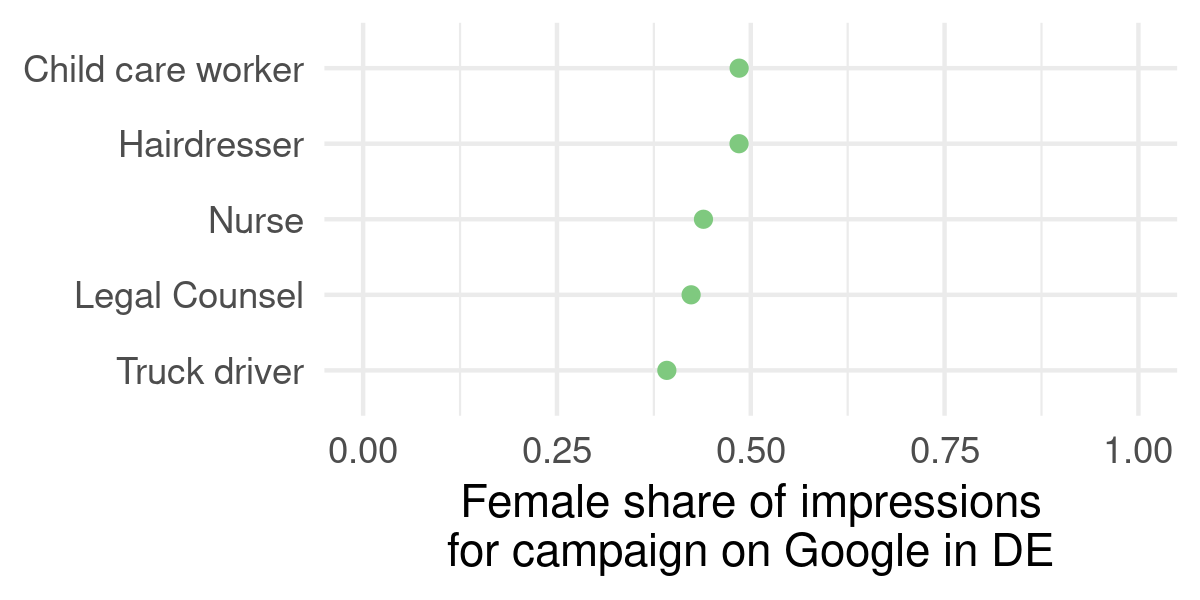 Child care worker
Hairdresser
Nurse
Legal Counsel
Truck driver
0.00 0.25 0.50 0.75 1.00
Female share of impressions
for campaign on Google in DE